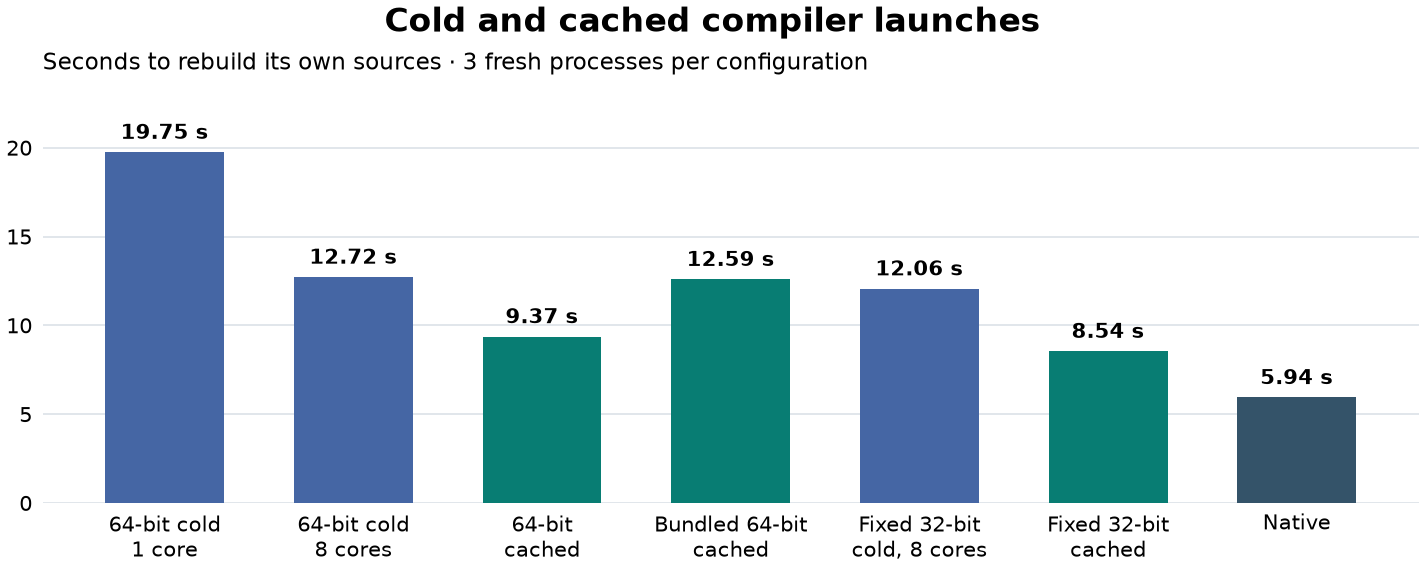 Cold and cached compiler launches
Seconds to rebuild its own sources · 3 fresh processes per configuration
19.75 s
12.72 s
9.37 s
12.59 s
12.06 s
8.54 s
5.94 s
20
15
10
5
0
64-bit cold
1 core
64-bit cold
8 cores
64-bit
cached
Bundled 64-bit
cached
Fixed 32-bit
cold, 8 cores
Fixed 32-bit
cached
Native